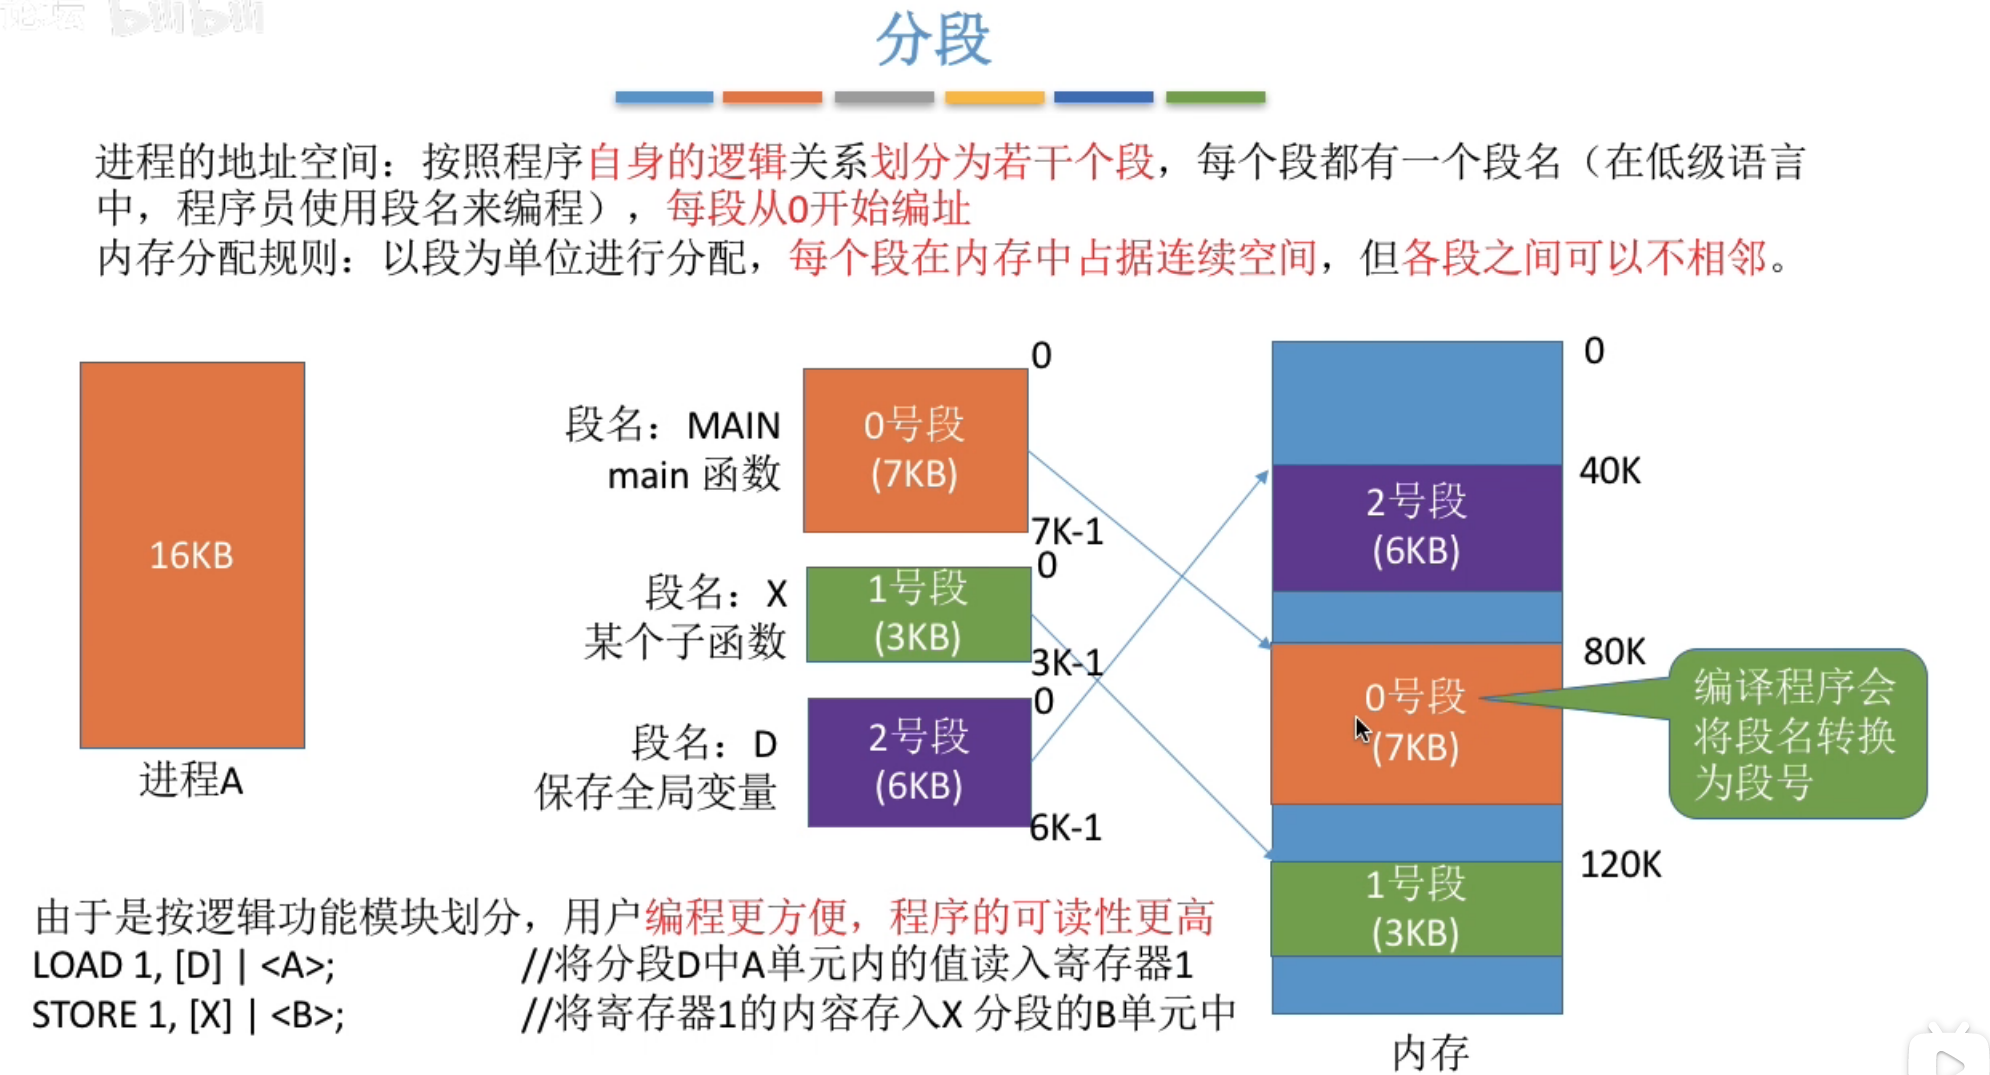 bilibili
分段
进程的地址空间：按照程序自身的逻辑关系划分为若干个段，每个段都有一个段名（在低级语言
中，程序员使用段名来编程），每段从0开始编址
内存分配规则：以段为单位进行分配，每个段在内存中占据连续空间，但各段之间可以不相邻。
16KB
进程A
段名：MAIN
main 函数
0号段
(7KB)
0
7K-1
段名：X
某个子函数
1号段
(3KB)
0
3K-1
段名：D
保存全局变量
2号段
(6KB)
0
6K-1
0
40K
2号段
(6KB)
80K
0号段
(7KB)
120K
1号段
(3KB)
内存
编译程序会
将段名转换
为段号
由于是按逻辑功能模块划分，用户编程更方便，程序的可读性更高
LOAD 1, [D] | <A>; //将分段D中A单元内的值读入寄存器1
STORE 1, [X] | <B>; //将寄存器1的内容存入X 分段的B单元中